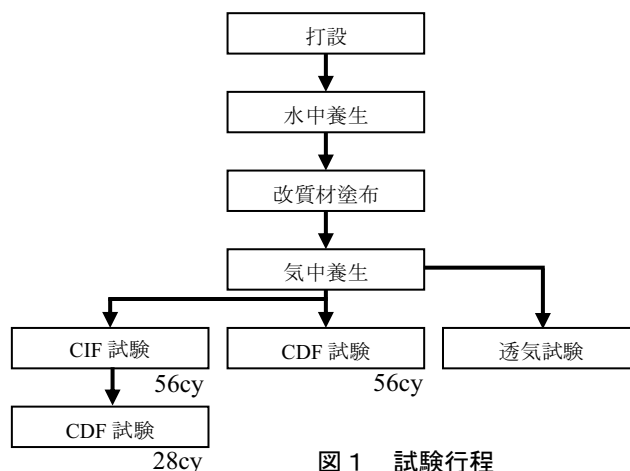 打設
水中養生
改質材塗布
気中養生
CIF 試験
CDF 試験
透気試験
56cy
56cy
CDF 試験
28cy
図１　試験行程